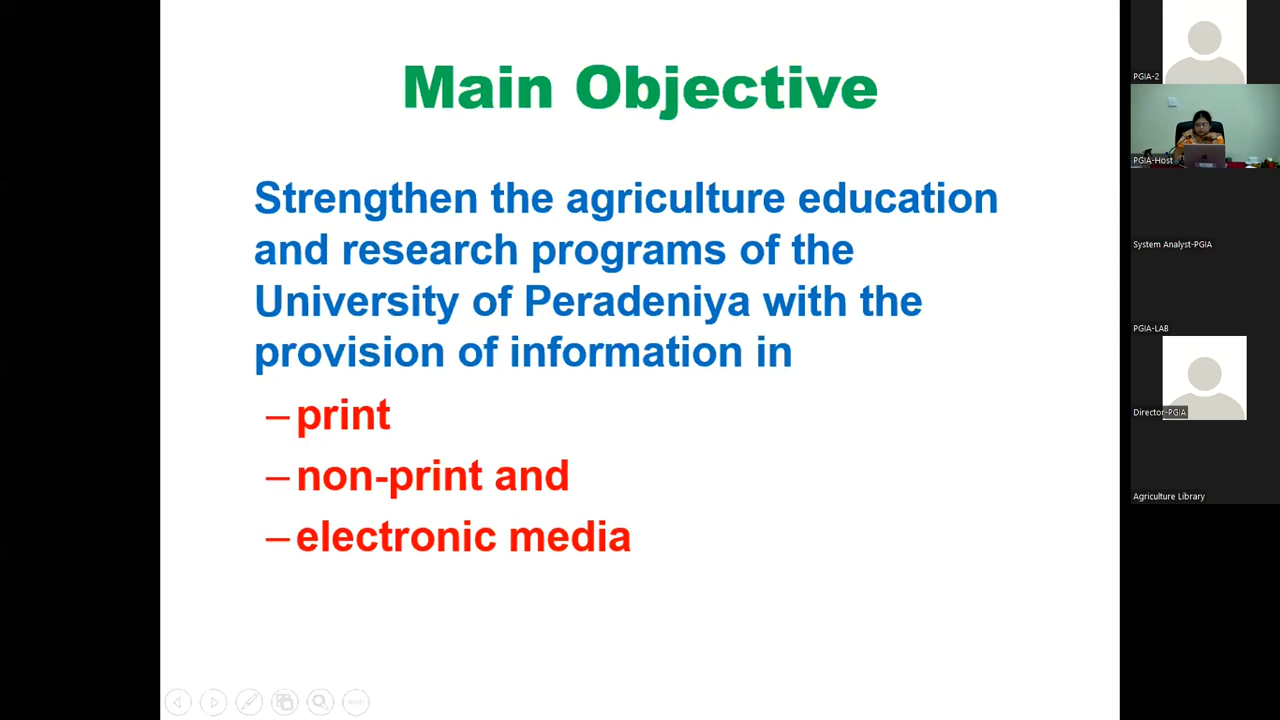 Main Objective
Strengthen the agriculture education
and research programs of the
University of Peradeniya with the
provision of information in
– print
– non-print and
– electronic media
PGIA-2
PGIA-Host
System Analyst-PGIA
PGIA-LAB
Director-PGIA
Agriculture Library